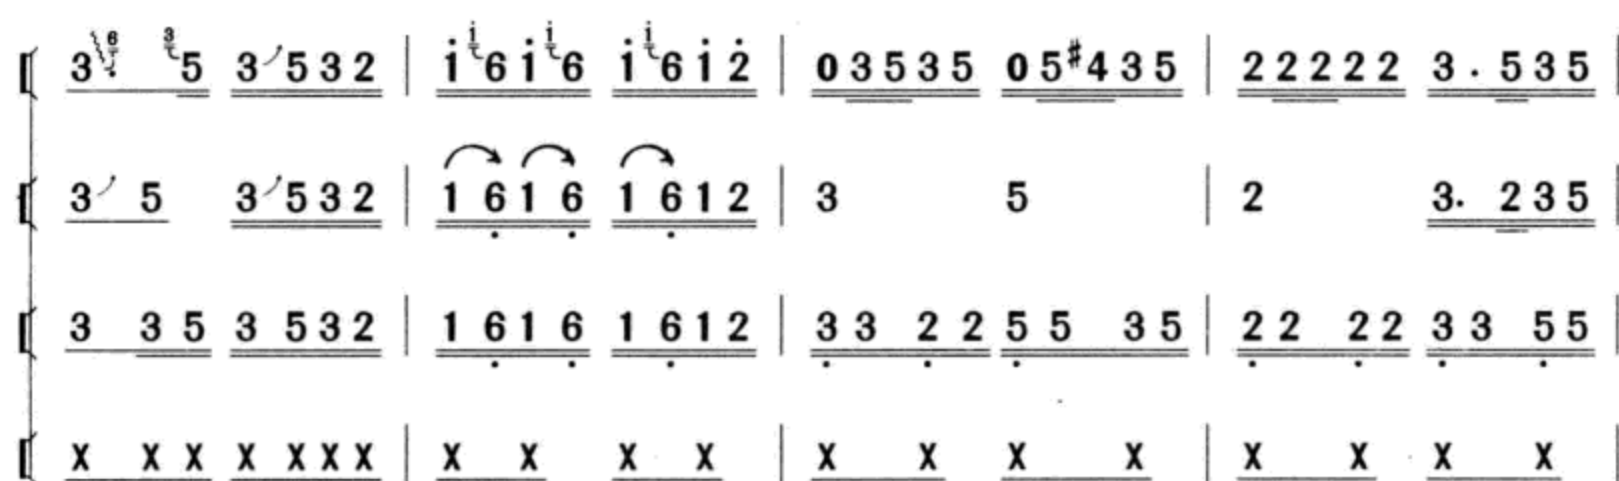 3 6 3 5 3 5 3 2 | i i 6 i i 6 i i 6 i 2 | 0 3 5 3 5 0 5 #4 3 5 | 2 2 2 2 2 3 . 5 3 5 |
3 5 3 5 3 2 | 1 6 1 6 1 6 1 2 | 3 5 | 2 3. 2 3 5 |
3 3 5 3 5 3 2 | 1 6 1 6 1 6 1 2 | 3 3 2 2 5 5 3 5 | 2 2 2 2 3 3 5 5 |
X X X X X X X | X X X X | X X X X | X X X X |